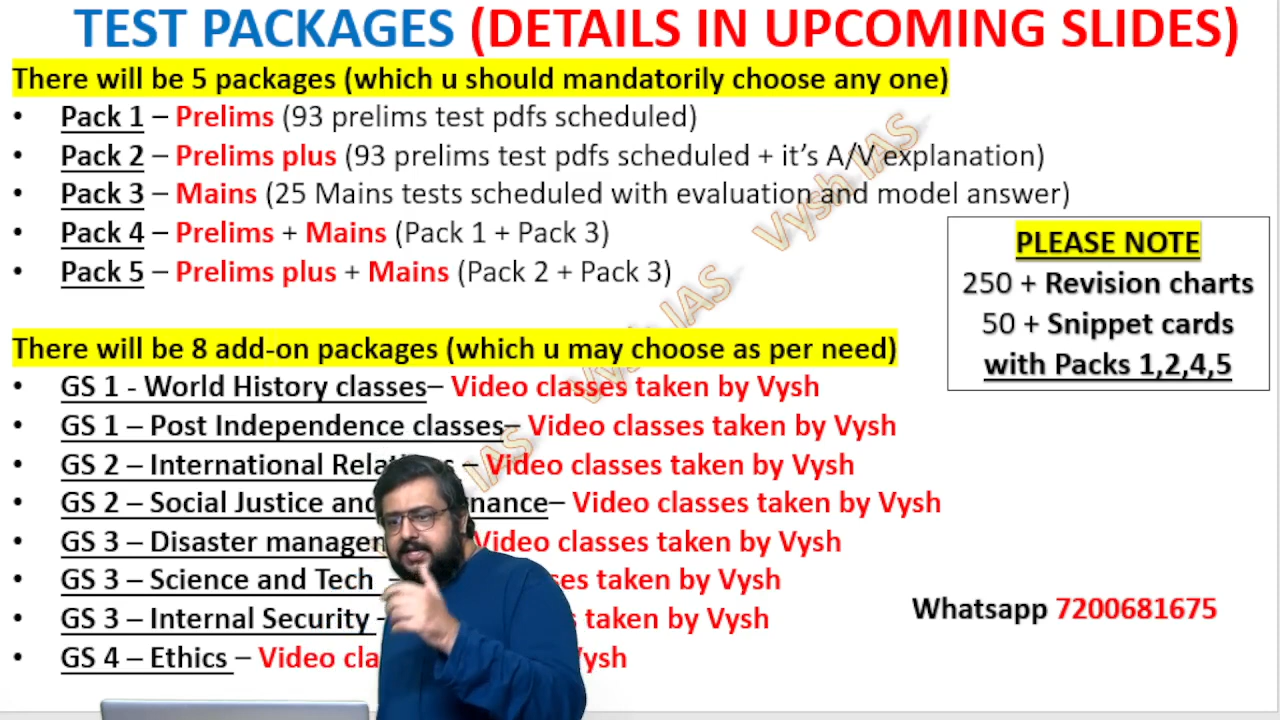 TEST PACKAGES (DETAILS IN UPCOMING SLIDES)
There will be 5 packages (which u should mandatorily choose any one)
• Pack 1 – Prelims (93 prelims test pdfs scheduled)
• Pack 2 – Prelims plus (93 prelims test pdfs scheduled + it's A/V explanation)
• Pack 3 – Mains (25 Mains tests scheduled with evaluation and model answer)
• Pack 4 – Prelims + Mains (Pack 1 + Pack 3)
• Pack 5 – Prelims plus + Mains (Pack 2 + Pack 3)
PLEASE NOTE
250 + Revision charts
50 + Snippet cards
with Packs 1,2,4,5
There will be 8 add-on packages (which u may choose as per need)
• GS 1 - World History classes– Video classes taken by Vysh
• GS 1 – Post Independence classes– Video classes taken by Vysh
• GS 2 – International – Video classes taken by Vysh
• GS 2 – Social Justice and – Video classes taken by Vysh
• GS 3 – Disaster Video classes taken by Vysh
• GS 3 – Science and Tech – taken by Vysh
• GS 3 – Internal Security – taken by Vysh
• GS 4 – Ethics – Video
Whatsapp 7200681675
Vysh IAS
Vysh IAS
IAS